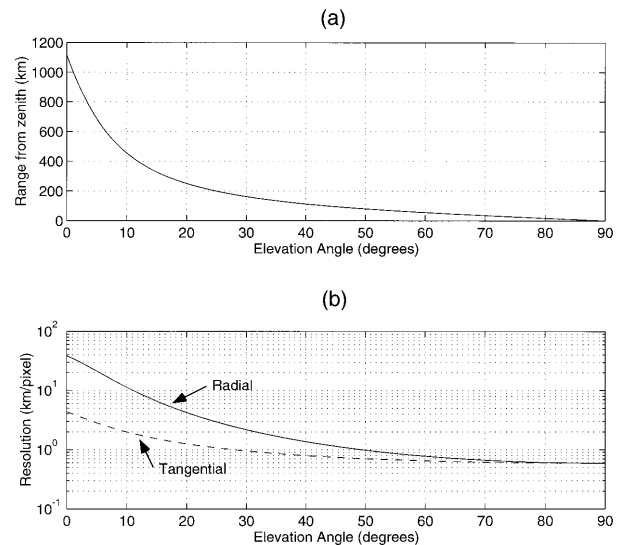 (a)
Range from zenith (km)
1200
1000
800
600
400
200
0
0 10 20 30 40 50 60 70 80 90
Elevation Angle (degrees)
(b)
Resolution (km/pixel)
10^2
10^1
10^0
10^-1
Radial
Tangential
0 10 20 30 40 50 60 70 80 90
Elevation Angle (degrees)